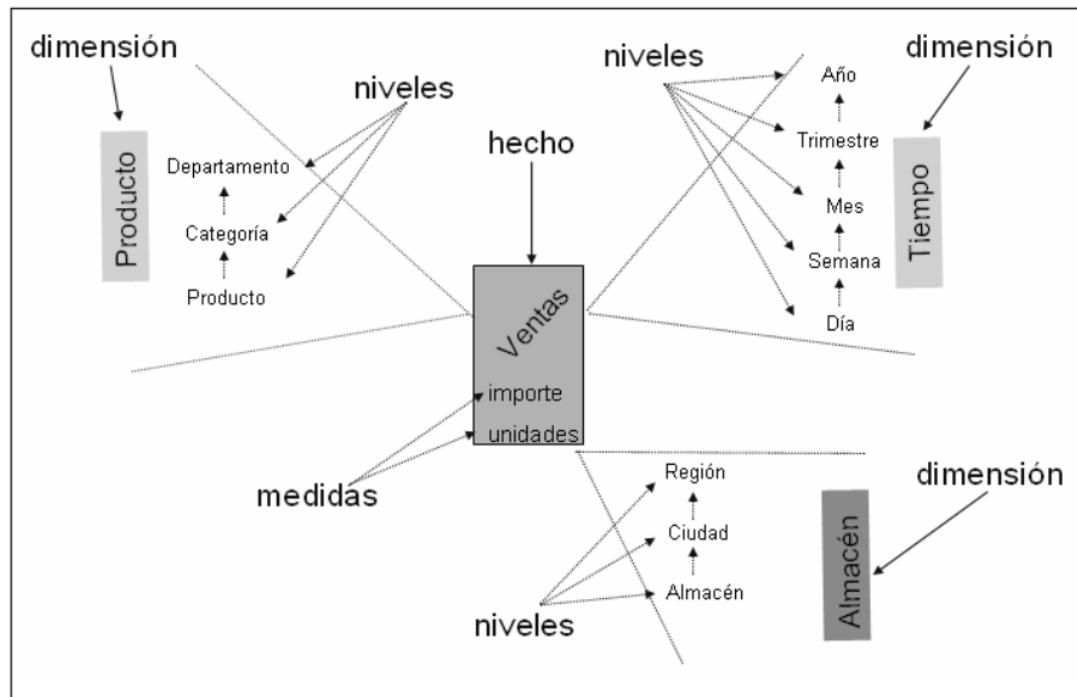 dimensión
niveles
Producto
Departamento
Categoría
Producto
hecho
niveles
dimensión
Año
Trimestre
Mes
Semana
Día
Tiempo
Ventas
importe
unidades
medidas
Región
Ciudad
Almacén
niveles
dimensión
Almacén